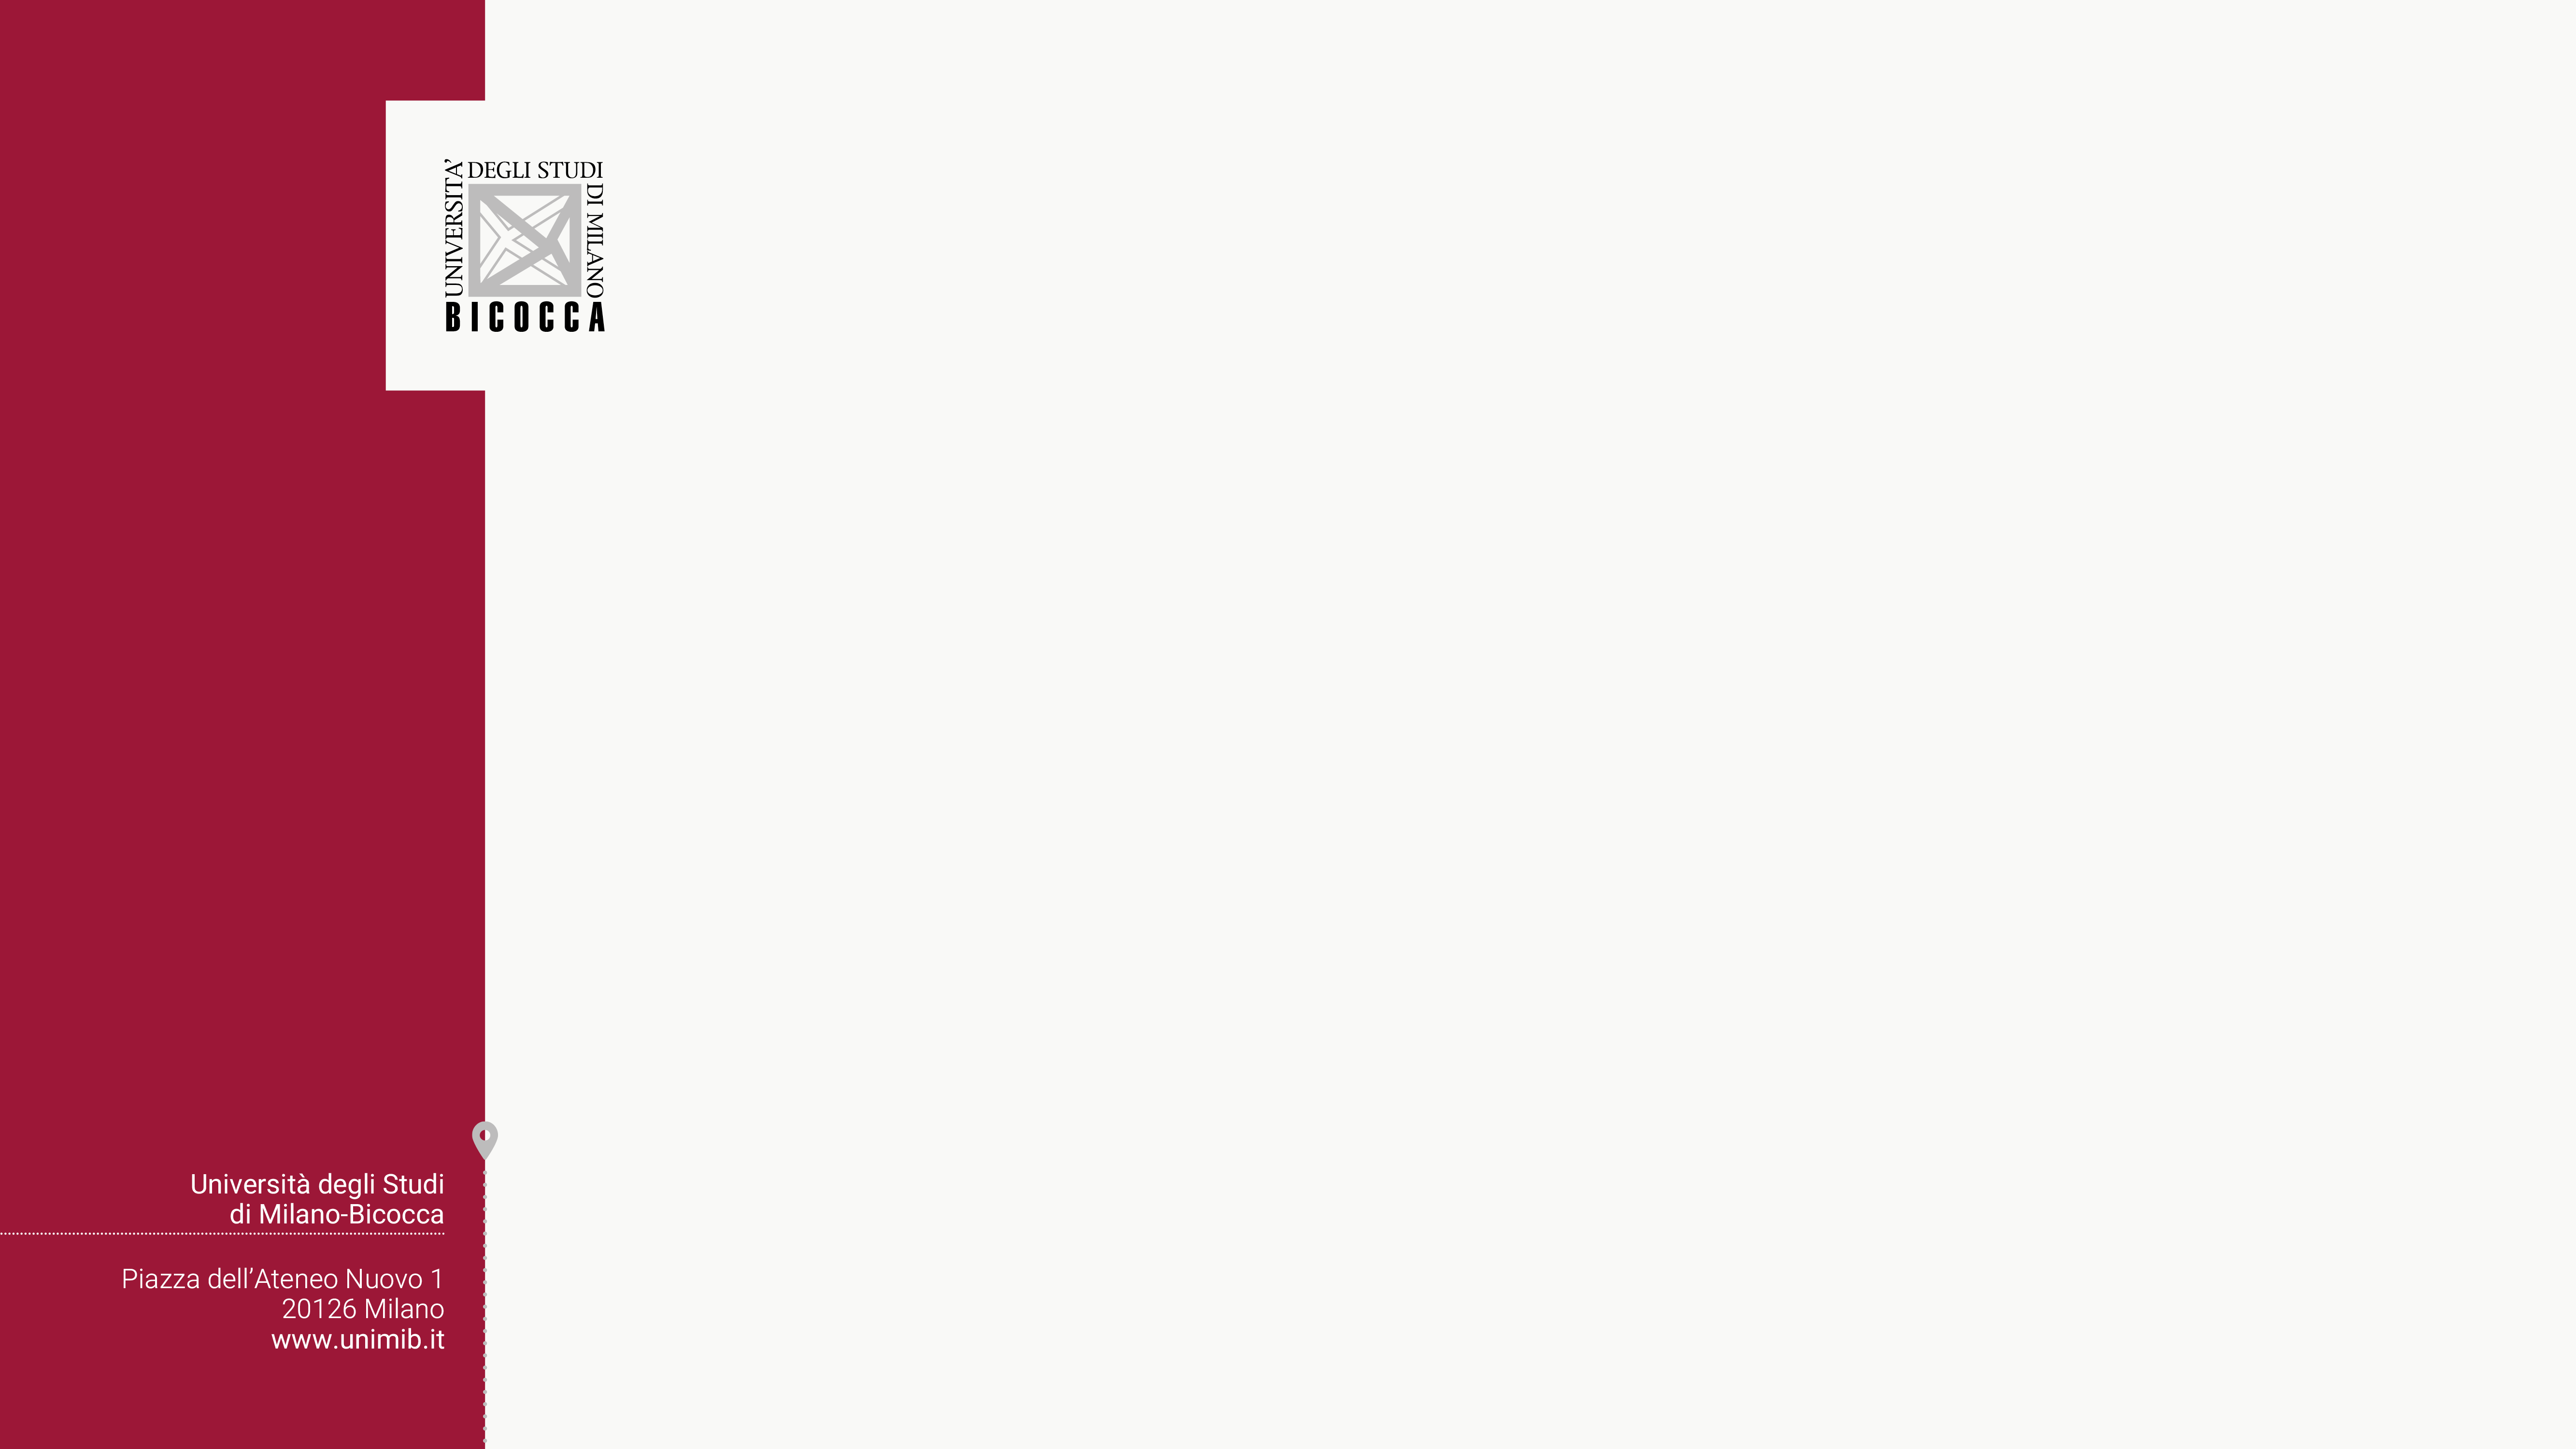 UNIVERSITA’
DEGLI STUDI
DI MILANO
BICOCCA
Università degli Studi
di Milano-Bicocca
Piazza dell’Ateneo Nuovo 1
20126 Milano
www.unimib.it